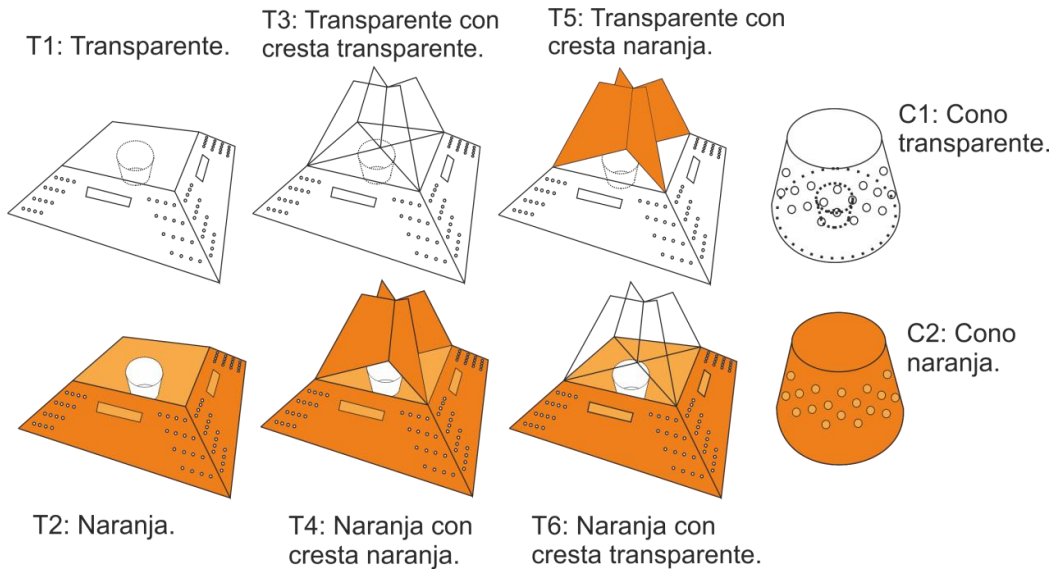 T1: Transparente.
T3: Transparente con
cresta transparente.
T5: Transparente con
cresta naranja.
C1: Cono
transparente.
C2: Cono
naranja.
T2: Naranja.
T4: Naranja con
cresta naranja.
T6: Naranja con
cresta transparente.